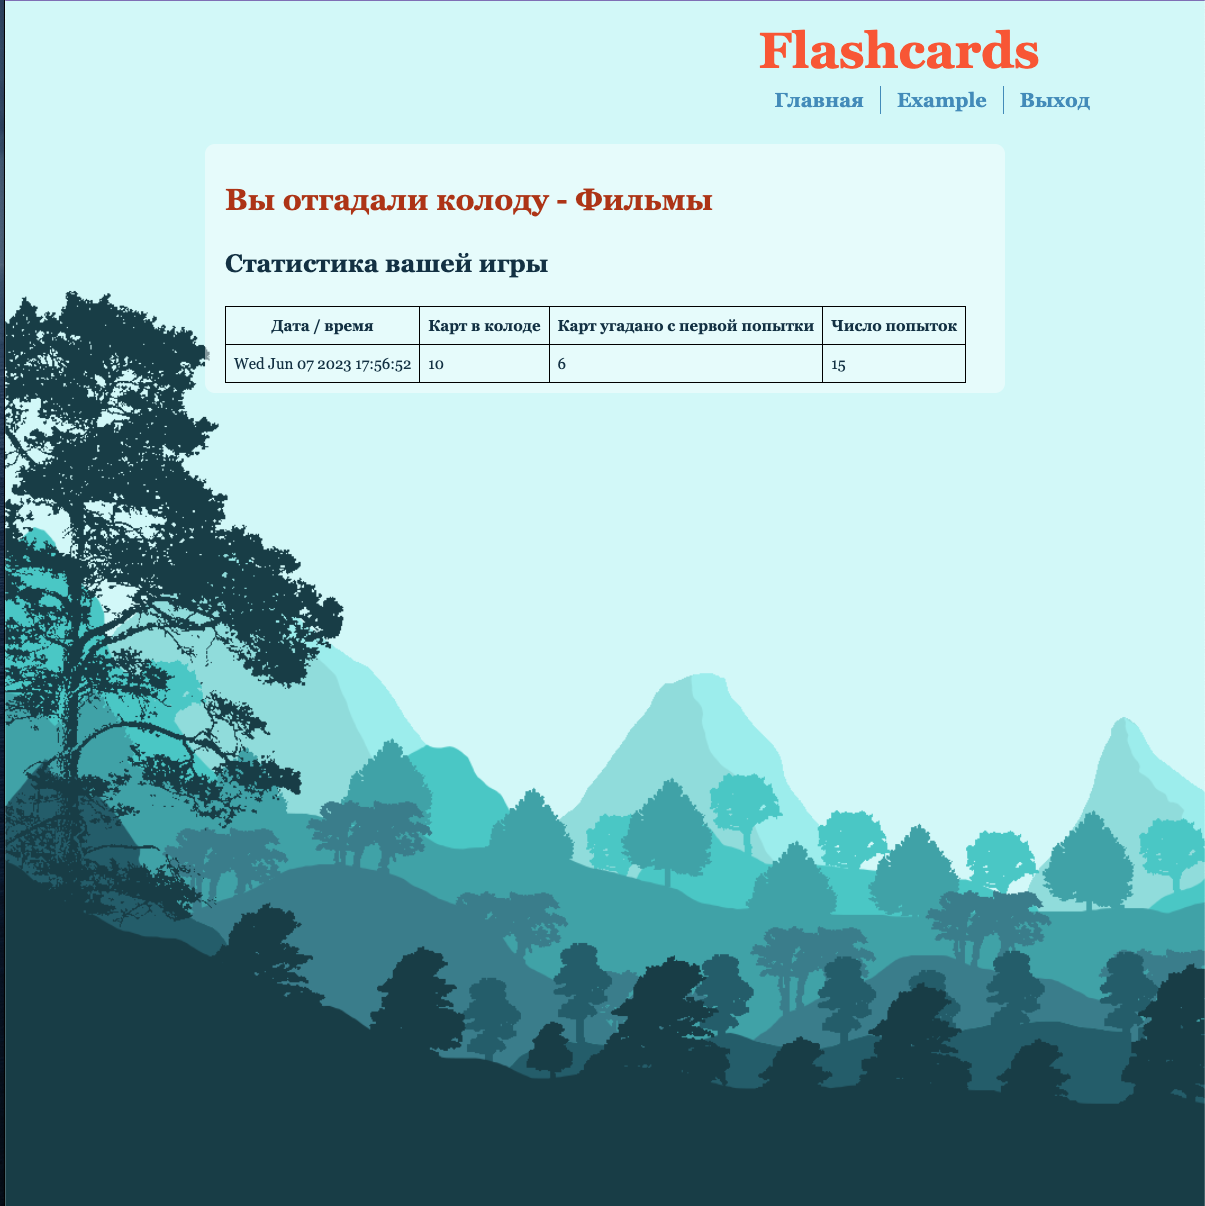 Flashcards
Главная Example Выход
Вы отгадали колоду - Фильмы
Статистика вашей игры
Дата / время Карт в колоде Карт угадано с первой попытки Число попыток
Wed Jun 07 2023 17:56:52 10 6 15